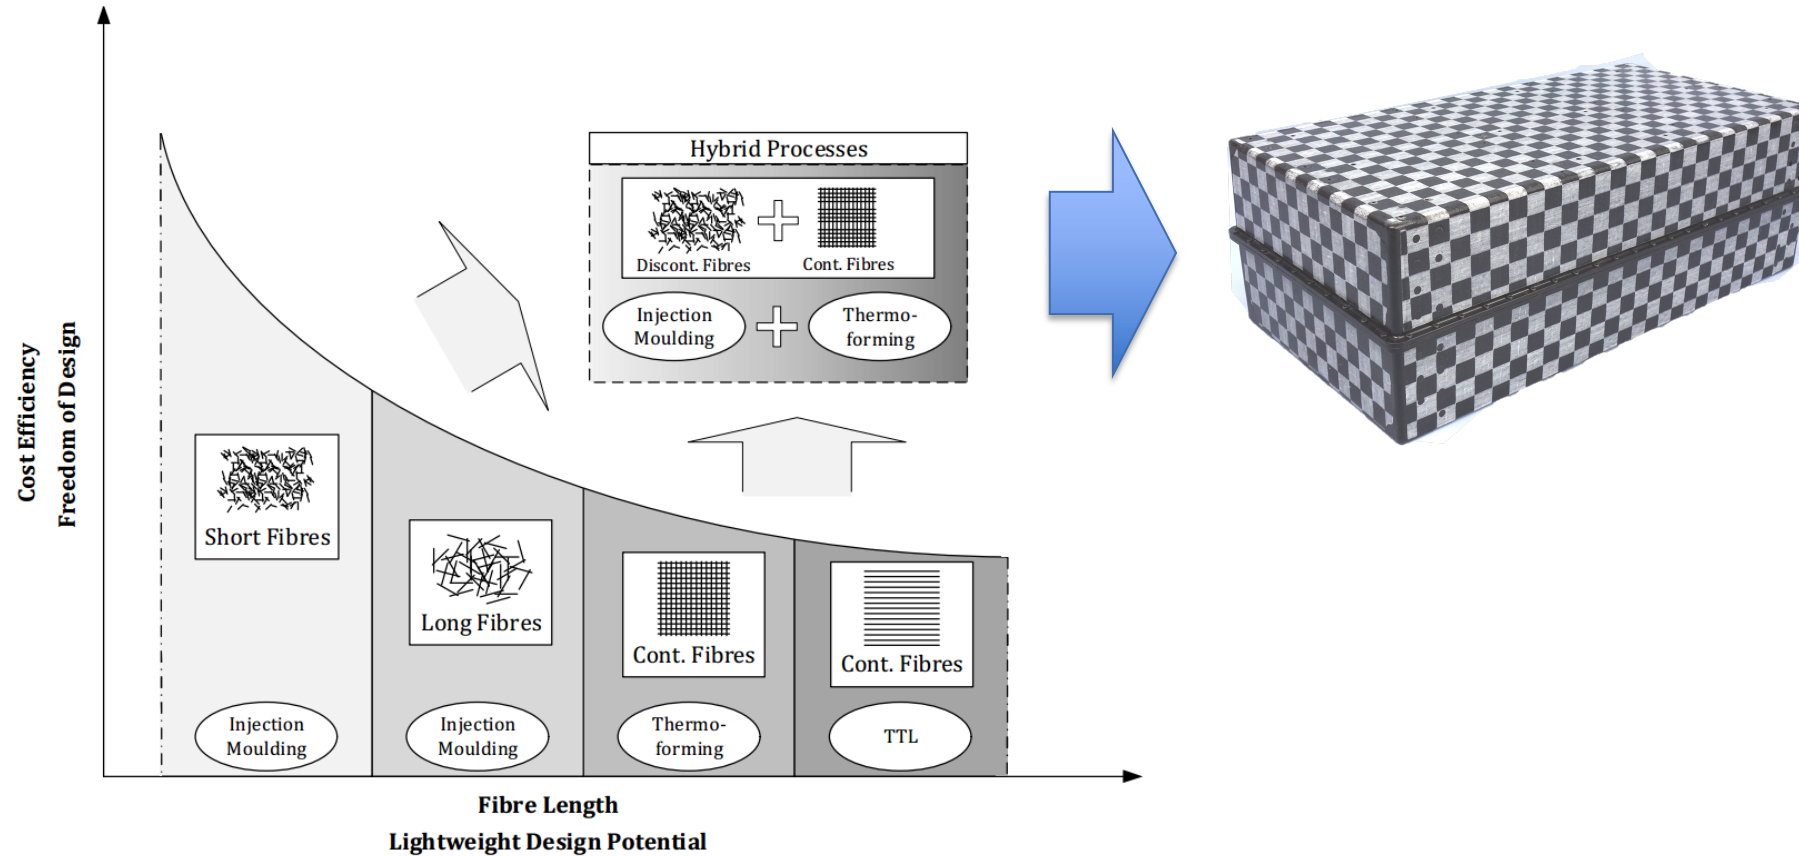 Cost Efficiency
Freedom of Design
Hybrid Processes
Discont. Fibres
Cont. Fibres
Injection
Moulding
Thermo-
forming
Short Fibres
Long Fibres
Cont. Fibres
Cont. Fibres
Injection
Moulding
Injection
Moulding
Thermo-
forming
TTL
Fibre Length
Lightweight Design Potential